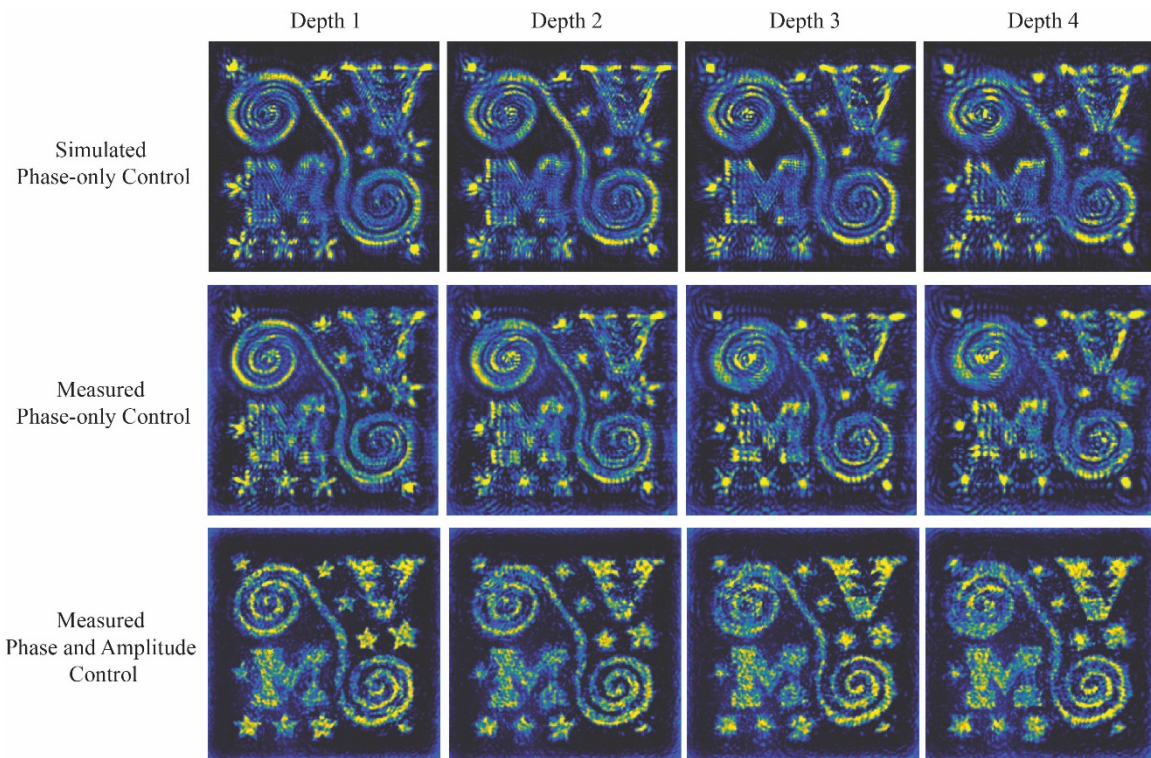 Depth 1 Depth 2 Depth 3 Depth 4
Simulated
Phase-only Control
V
M
V
M
V
M
V
M
Measured
Phase-only Control
V
M
V
M
V
M
V
M
Measured
Phase and Amplitude
Control
V
M
V
M
V
M
V
M